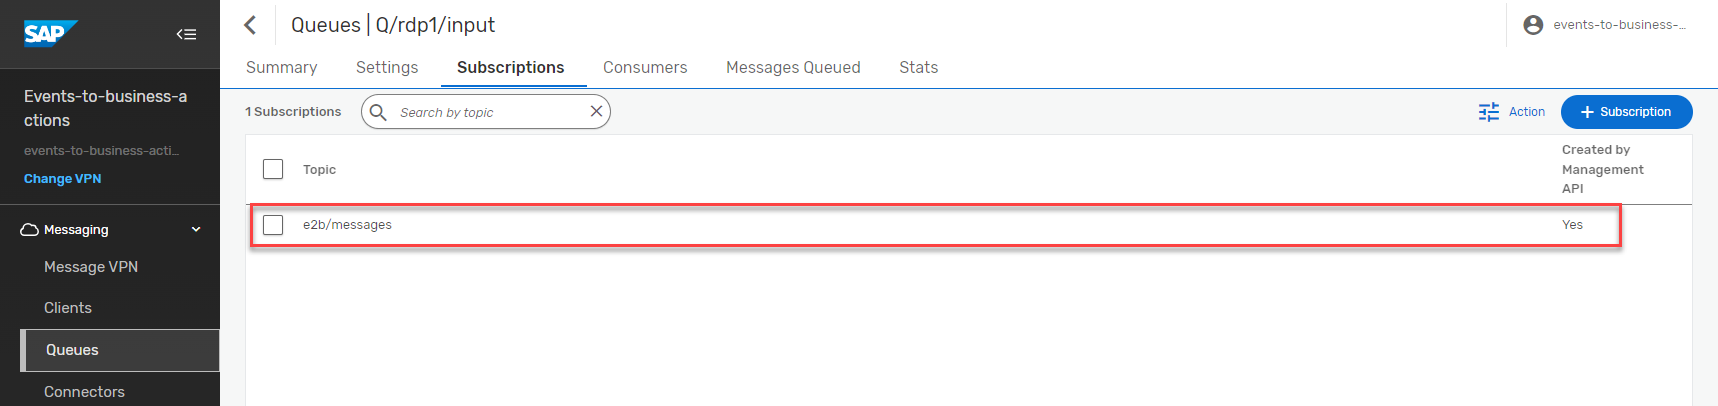 SAP
Queues | Q/rdp1/input
events-to-business-...
Summary Settings Subscriptions Consumers Messages Queued Stats
Events-to-business-a
ctions
events-to-business-acti...
Change VPN
1 Subscriptions Search by topic Action + Subscription
Topic Created by
Management
API
e2b/messages Yes
Messaging
Message VPN
Clients
Queues
Connectors